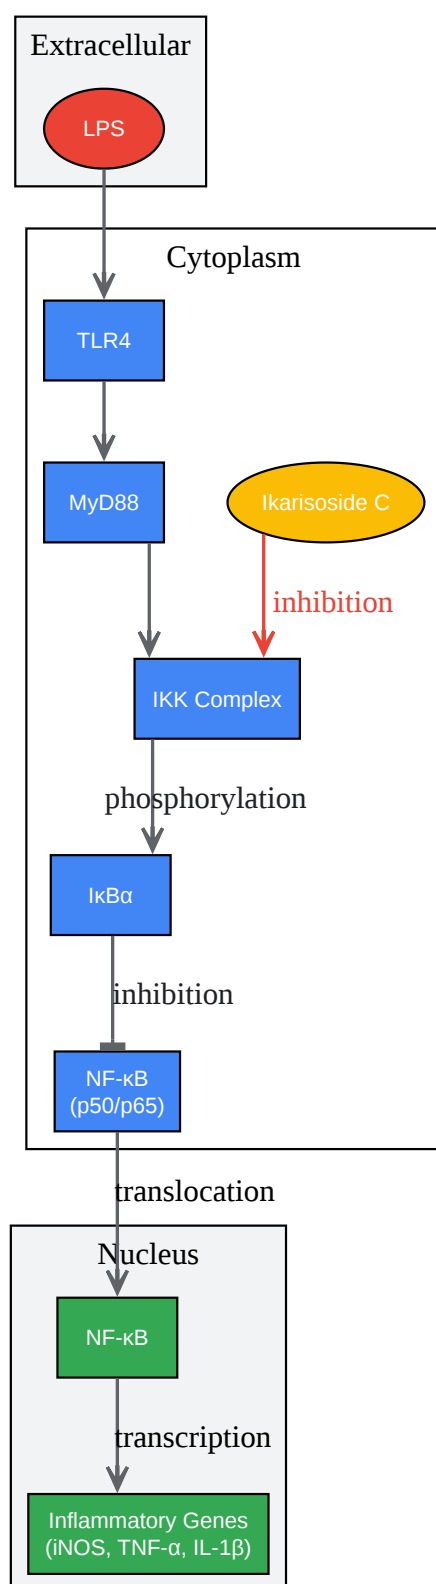 Extracellular
LPS
Cytoplasm
TLR4
MyD88
Ikarisoside C
inhibition
IKK Complex
phosphorylation
IκBα
inhibition
NF-κB
(p50/p65)
translocation
Nucleus
NF-κB
transcription
Inflammatory Genes
(iNOS, TNF-α, IL-1β)